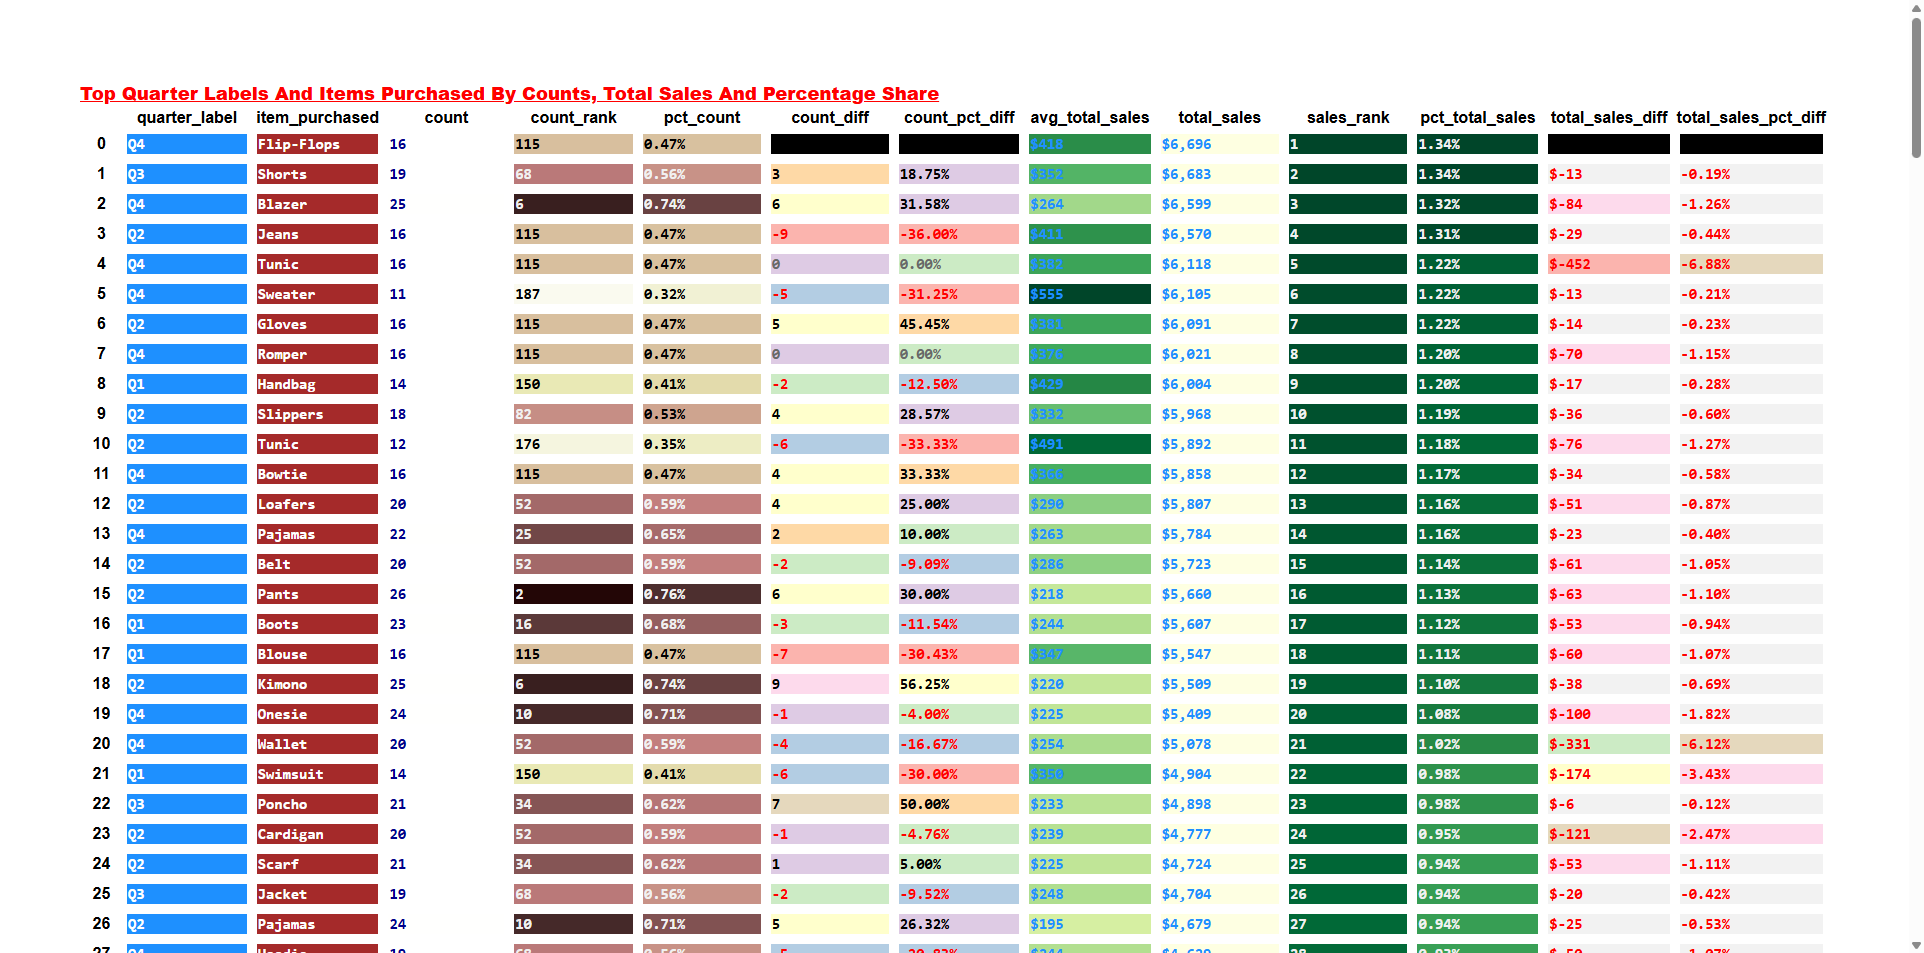 Top Quarter Labels And Items Purchased By Counts, Total Sales And Percentage Share
quarter_label item_purchased count count_rank pct_count count_diff count_pct_diff avg_total_sales total_sales sales_rank pct_total_sales total_sales_diff total_sales_pct_diff
0 Q4 Flip-Flops 16 115 0.47% $418 $6,696 1 1.34%
1 Q3 Shorts 19 68 0.56% 3 18.75% $352 $6,683 2 1.34% $-13 -0.19%
2 Q4 Blazer 25 6 0.74% 6 31.58% $264 $6,599 3 1.32% $-84 -1.26%
3 Q2 Jeans 16 115 0.47% -9 -36.00% $411 $6,570 4 1.31% $-29 -0.44%
4 Q4 Tunic 16 115 0.47% 0 0.00% $382 $6,118 5 1.22% $-452 -6.88%
5 Q4 Sweater 11 187 0.32% -5 -31.25% $555 $6,105 6 1.22% $-13 -0.21%
6 Q2 Gloves 16 115 0.47% 5 45.45% $381 $6,091 7 1.22% $-14 -0.23%
7 Q4 Romper 16 115 0.47% 0 0.00% $376 $6,021 8 1.20% $-70 -1.15%
8 Q1 Handbag 14 150 0.41% -2 -12.50% $429 $6,004 9 1.20% $-17 -0.28%
9 Q2 Slippers 18 82 0.53% 4 28.57% $332 $5,968 10 1.19% $-36 -0.60%
10 Q2 Tunic 12 176 0.35% -6 -33.33% $491 $5,892 11 1.18% $-76 -1.27%
11 Q4 Bowtie 16 115 0.47% 4 33.33% $366 $5,858 12 1.17% $-34 -0.58%
12 Q2 Loafers 20 52 0.59% 4 25.00% $290 $5,807 13 1.16% $-51 -0.87%
13 Q4 Pajamas 22 25 0.65% 2 10.00% $263 $5,784 14 1.16% $-23 -0.40%
14 Q2 Belt 20 52 0.59% -2 -9.09% $286 $5,723 15 1.14% $-61 -1.05%
15 Q2 Pants 26 2 0.76% 6 30.00% $218 $5,660 16 1.13% $-63 -1.10%
16 Q1 Boots 23 16 0.68% -3 -11.54% $244 $5,607 17 1.12% $-53 -0.94%
17 Q1 Blouse 16 115 0.47% -7 -30.43% $347 $5,547 18 1.11% $-60 -1.07%
18 Q2 Kimono 25 6 0.74% 9 56.25% $220 $5,509 19 1.10% $-38 -0.69%
19 Q4 Onesie 24 10 0.71% -1 -4.00% $225 $5,409 20 1.08% $-100 -1.82%
20 Q4 Wallet 20 52 0.59% -4 -16.67% $254 $5,078 21 1.02% $-331 -6.12%
21 Q1 Swimsuit 14 150 0.41% -6 -30.00% $350 $4,904 22 0.98% $-174 -3.43%
22 Q3 Poncho 21 34 0.62% 7 50.00% $233 $4,898 23 0.98% $-6 -0.12%
23 Q2 Cardigan 20 52 0.59% -1 -4.76% $239 $4,777 24 0.95% $-121 -2.47%
24 Q2 Scarf 21 34 0.62% 1 5.00% $225 $4,724 25 0.94% $-53 -1.11%
25 Q3 Jacket 19 68 0.56% -2 -9.52% $248 $4,704 26 0.94% $-20 -0.42%
26 Q2 Pajamas 24 10 0.71% 5 26.32% $195 $4,679 27 0.94% $-25 -0.53%